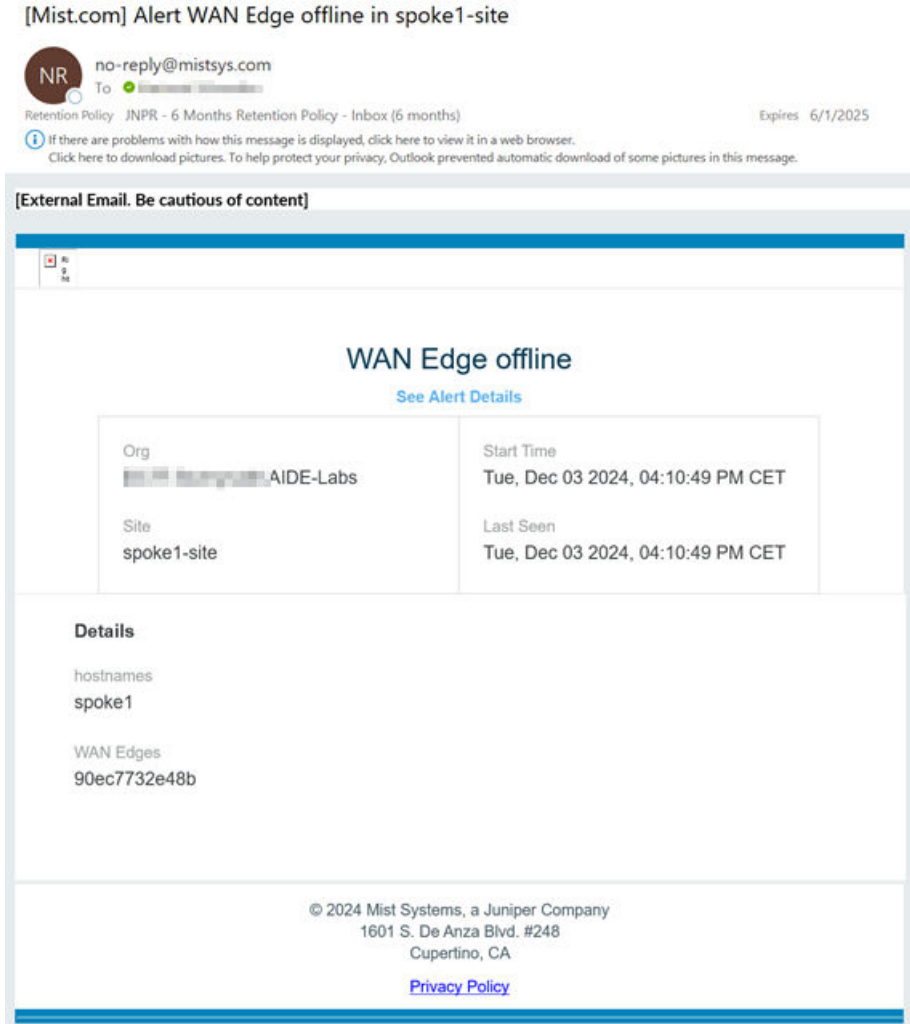 [Mist.com] Alert WAN Edge offline in spoke1-site
NR
no-reply@mistsys.com
To
Retention Policy JNPR - 6 Months Retention Policy - Inbox (6 months)
Expires 6/1/2025
If there are problems with how this message is displayed, click here to view it in a web browser.
Click here to download pictures. To help protect your privacy, Outlook prevented automatic download of some pictures in this message.
[External Email. Be cautious of content]
WAN Edge offline
See Alert Details
Org
AIDE-Labs
Start Time
Tue, Dec 03 2024, 04:10:49 PM CET
Site
spoke1-site
Last Seen
Tue, Dec 03 2024, 04:10:49 PM CET
Details
hostnames
spoke1
WAN Edges
90ec7732e48b
© 2024 Mist Systems, a Juniper Company
1601 S. De Anza Blvd. #248
Cupertino, CA
Privacy Policy